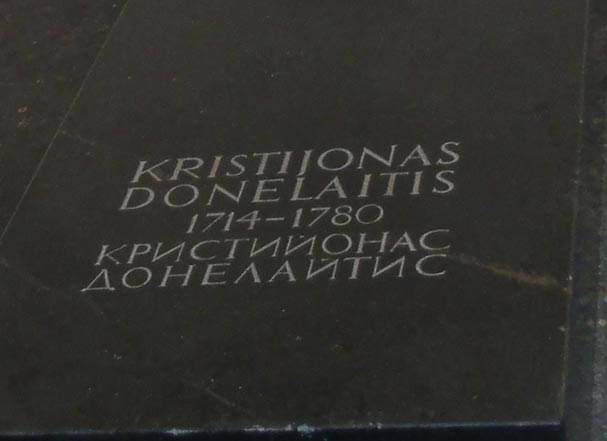 KRISTIJONAS
DONELAITIS
1714–1780
КРИСТИЙОНАС
ДОНЕЛАЙТИС